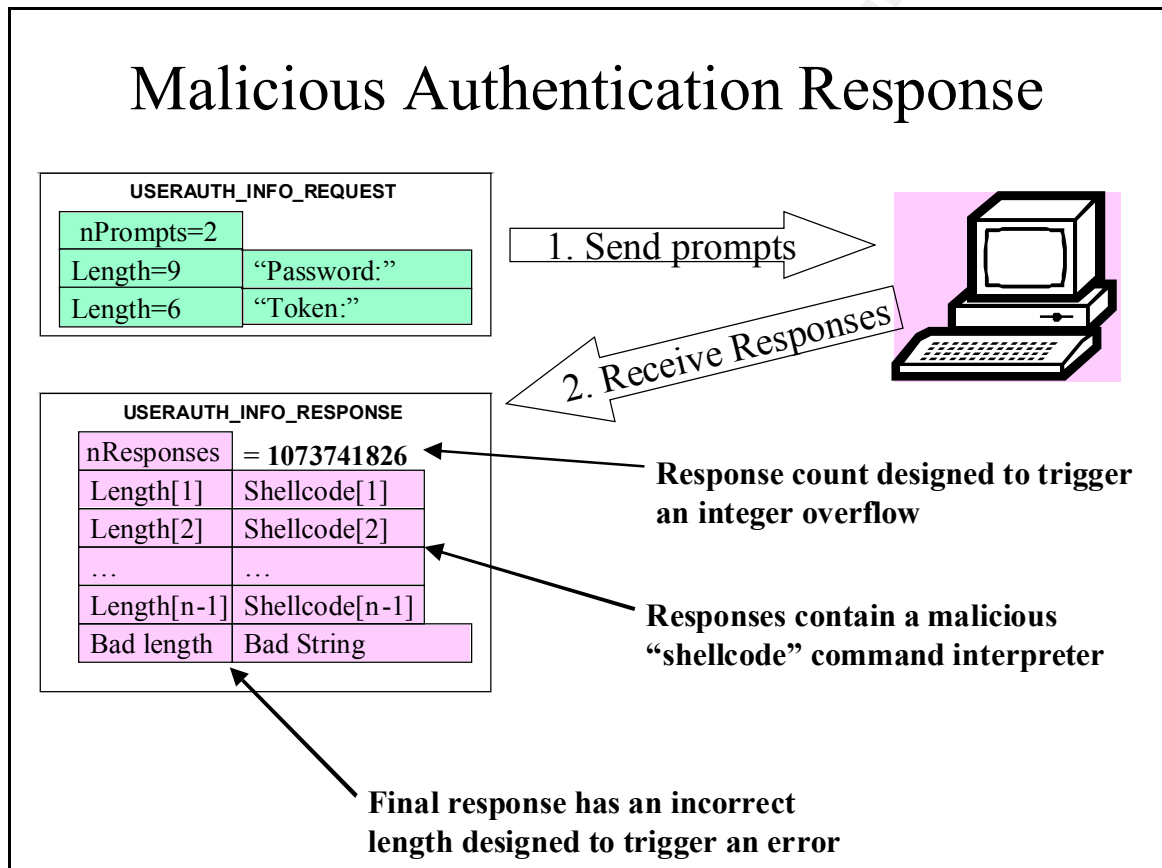 Malicious Authentication Response
USERAUTH_INFO_REQUEST
nPrompts=2
Length=9 “Password:”
Length=6 “Token:”
1. Send prompts
2. Receive Responses
USERAUTH_INFO_RESPONSE
nResponses = 1073741826
Length[1] Shellcode[1]
Length[2] Shellcode[2]
… …
Length[n-1] Shellcode[n-1]
Bad length Bad String
Response count designed to trigger
an integer overflow
Responses contain a malicious
“shellcode” command interpreter
Final response has an incorrect
length designed to trigger an error